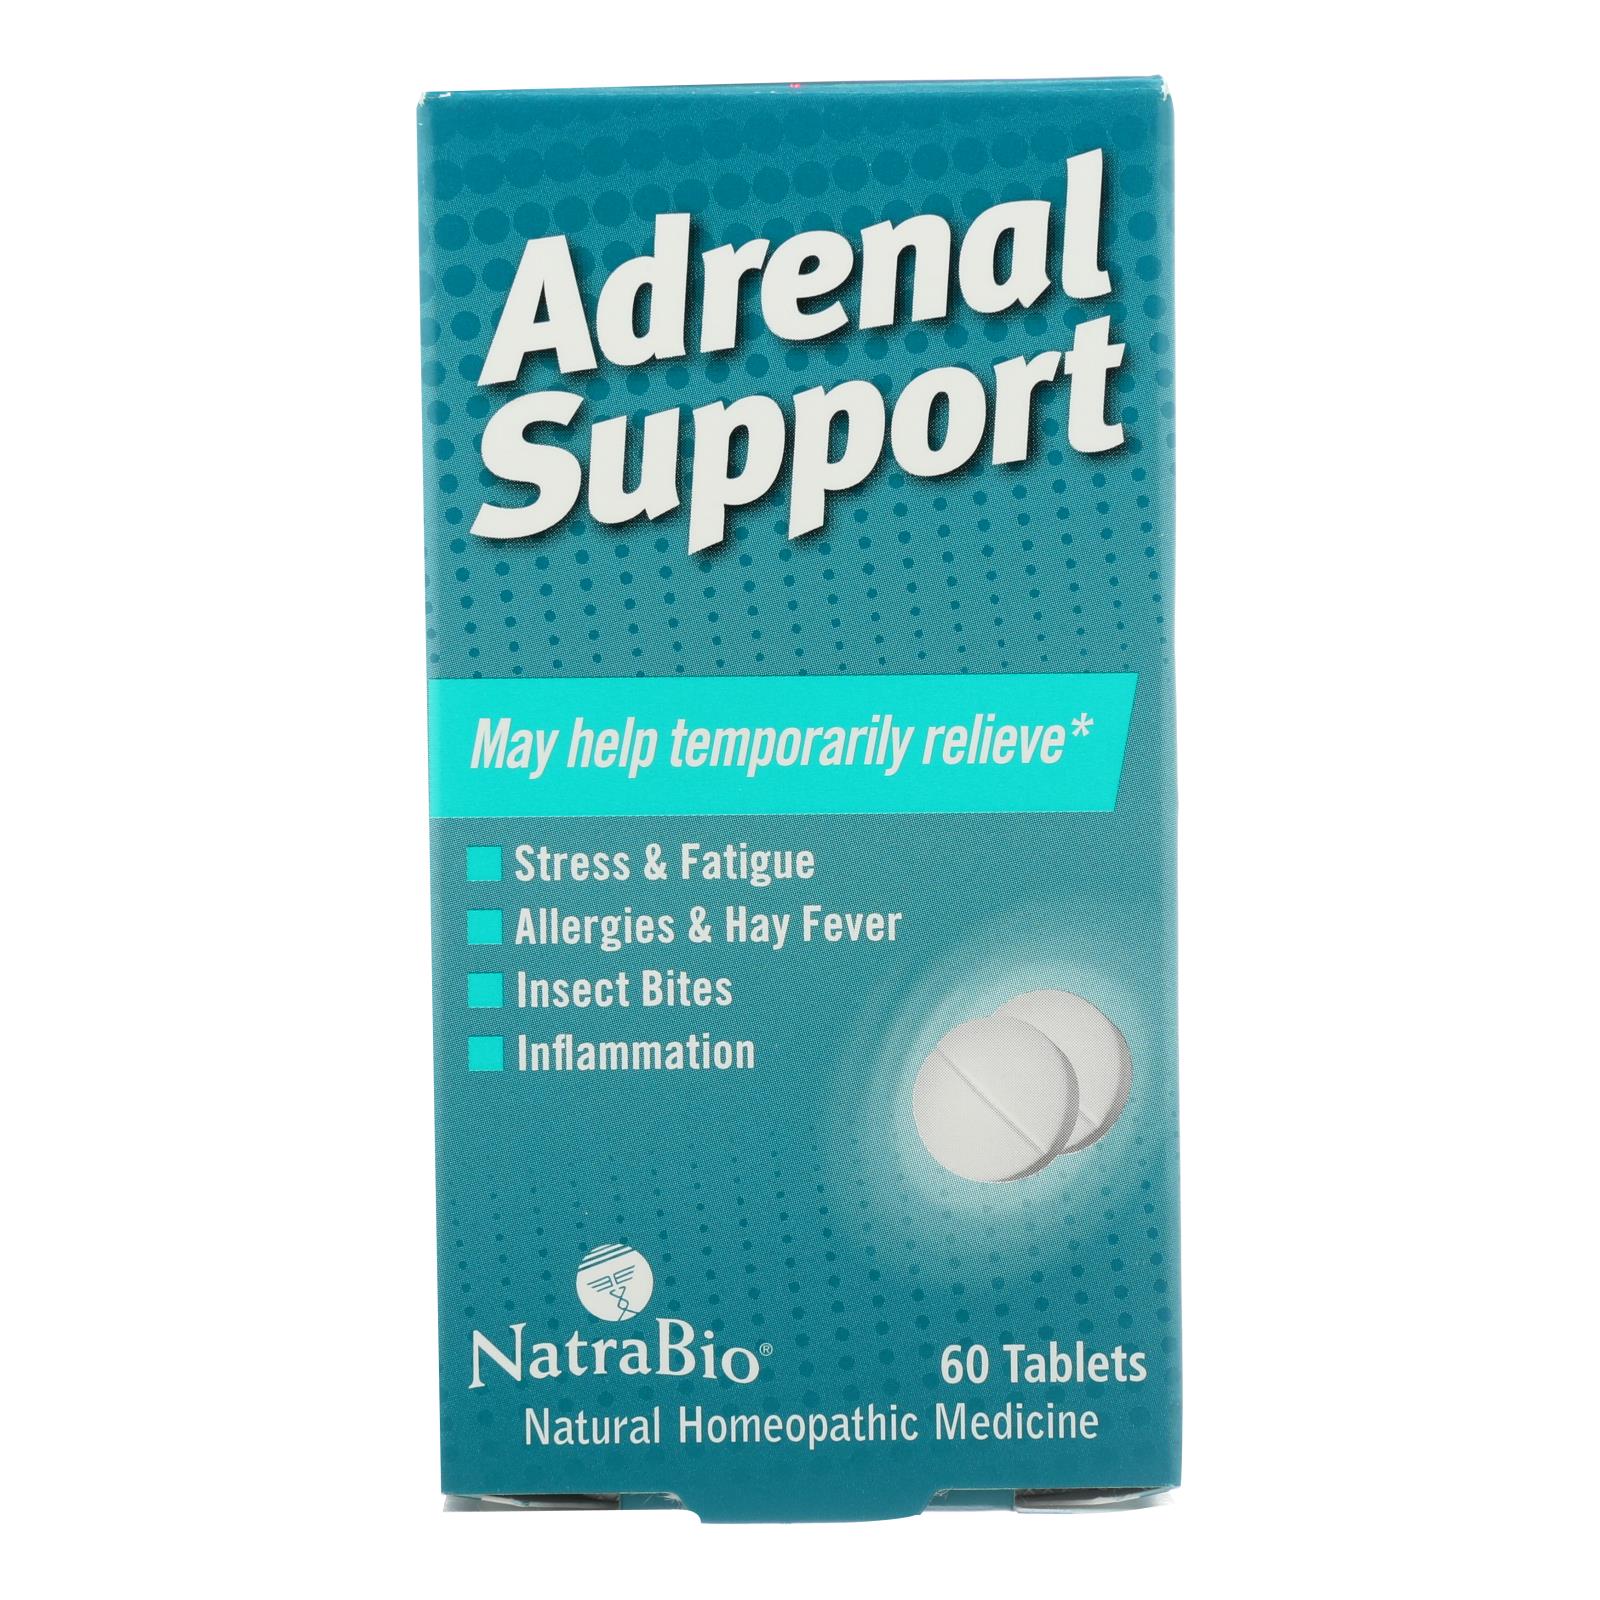 Adrenal
Support
May help temporarily relieve*
Stress & Fatigue
Allergies & Hay Fever
Insect Bites
Inflammation
NatraBio®
60 Tablets
Natural Homeopathic Medicine